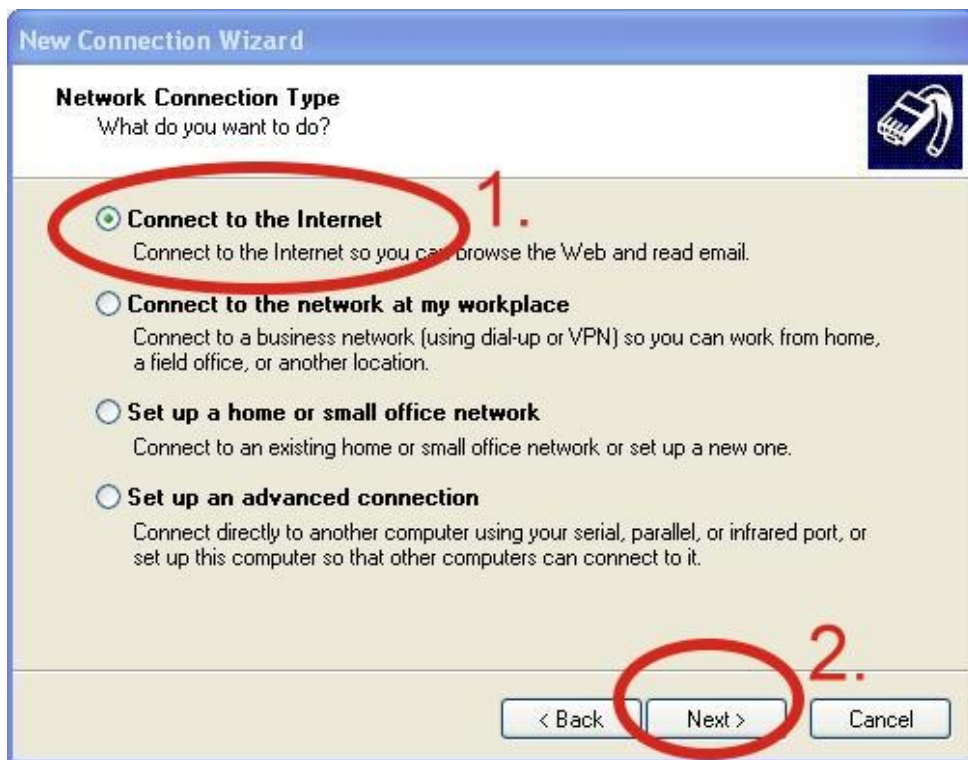 New Connection Wizard
Network Connection Type
What do you want to do?
1.
Connect to the Internet
Connect to the Internet so you can browse the Web and read email.
Connect to the network at my workplace
Connect to a business network (using dial-up or VPN) so you can work from home,
a field office, or another location.
Set up a home or small office network
Connect to an existing home or small office network or set up a new one.
Set up an advanced connection
Connect directly to another computer using your serial, parallel, or infrared port, or
set up this computer so that other computers can connect to it.
2.
< Back Next > Cancel